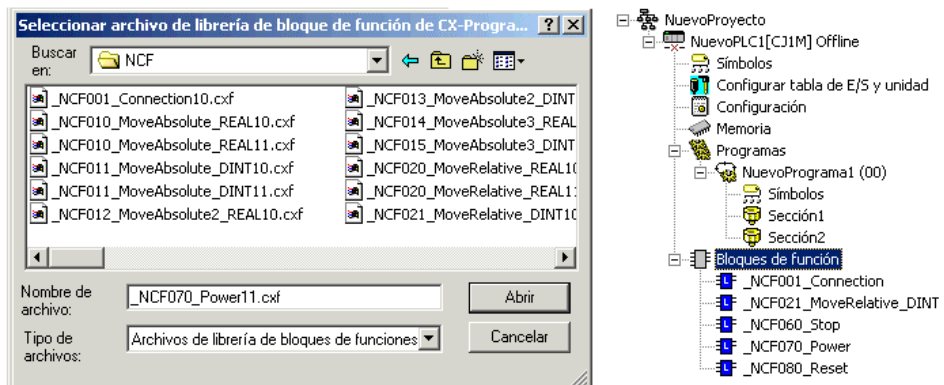 Seleccionar archivo de librería de bloque de función de CX-Progra...
Buscar en:
NCF
_NCF001_Connection10.cxf
_NCF010_MoveAbsolute_REAL10.cxf
_NCF010_MoveAbsolute_REAL11.cxf
_NCF011_MoveAbsolute_DINT10.cxf
_NCF011_MoveAbsolute_DINT11.cxf
_NCF012_MoveAbsolute2_REAL10.cxf
_NCF013_MoveAbsolute2_DINT
_NCF014_MoveAbsolute3_REAL
_NCF015_MoveAbsolute3_DINT
_NCF020_MoveRelative_REAL10
_NCF020_MoveRelative_REAL11
_NCF021_MoveRelative_DINT10
Nombre de archivo:
_NCF070_Power11.cxf
Abrir
Tipo de archivos:
Archivos de librería de bloques de funciones
Cancelar
NuevoProyecto
NuevoPLC1[CJ1M] Offline
Símbolos
Configurar tabla de E/S y unidad
Configuración
Memoria
Programas
NuevoPrograma1 (00)
Símbolos
Sección1
Sección2
Bloques de función
_NCF001_Connection
_NCF021_MoveRelative_DINT
_NCF060_Stop
_NCF070_Power
_NCF080_Reset